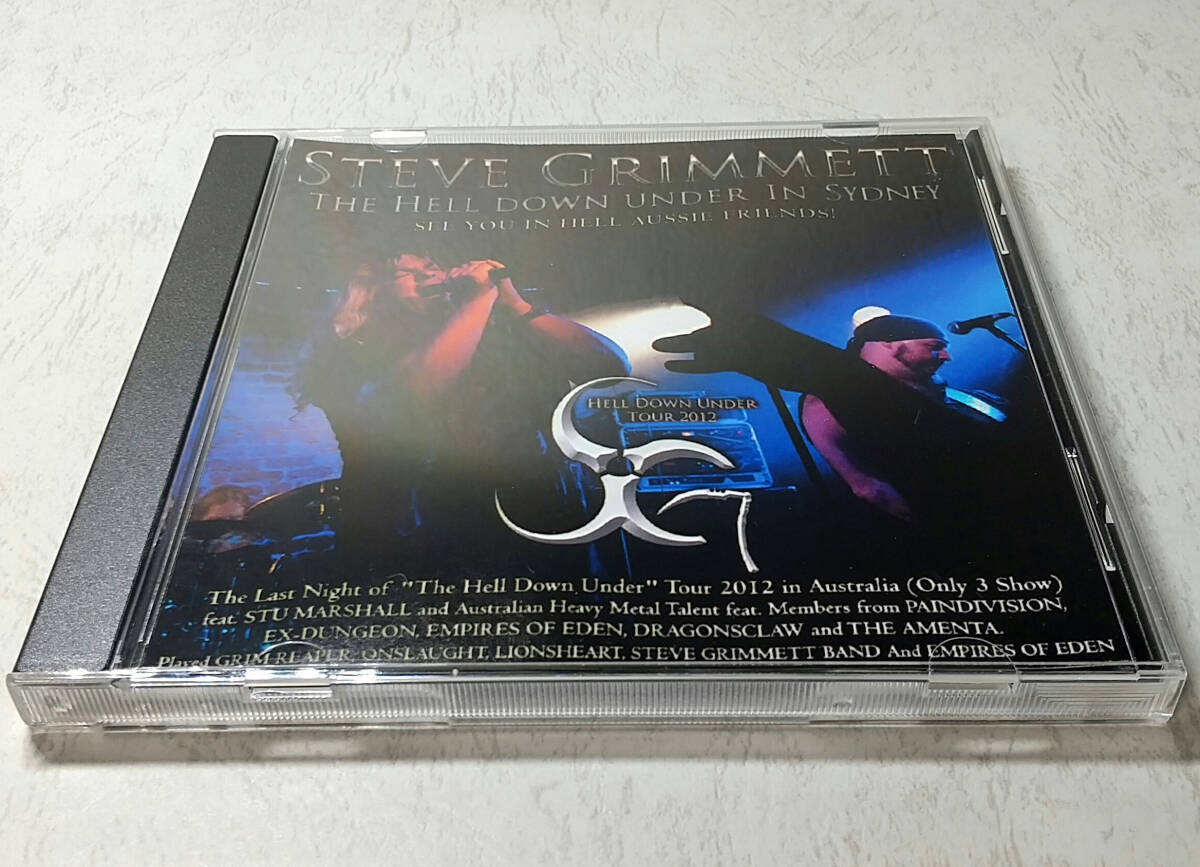 STEVE GRIMMETT
THE HELL DOWN UNDER IN SYDNEY
SEE YOU IN HELL AUSSIE FRIENDS!
HELL DOWN UNDER
TOUR 2012
The Last Night of "The Hell Down Under" Tour 2012 in Australia (Only 3 Show)
feat. STU MARSHALL and Australian Heavy Metal Talent feat. Members from PAINDIVISION,
EX-DUNGEON, EMPIRES OF EDEN, DRAGONSCLAW and THE AMENTA.
Played GRIM REAPER, ONSLAUGHT, LIONSHEART, STEVE GRIMMETT BAND And EMPIRES OF EDEN